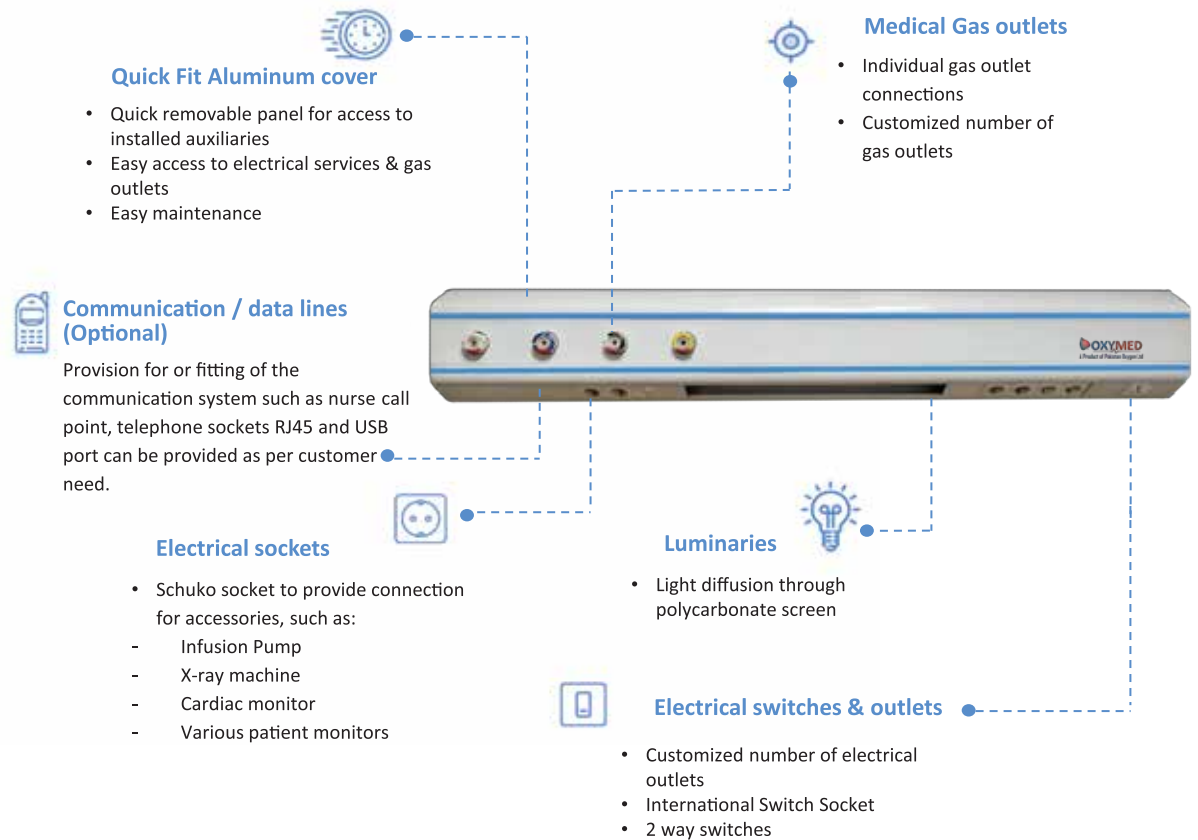 Quick Fit Aluminum cover
• Quick removable panel for access to
installed auxiliaries
• Easy access to electrical services & gas
outlets
• Easy maintenance
Medical Gas outlets
• Individual gas outlet
connections
• Customized number of
gas outlets
Communication / data lines
(Optional)
Provision for or fitting of the
communication system such as nurse call
point, telephone sockets RJ45 and USB
port can be provided as per customer
need.
OXYMED
A Product of Pakistan Oxygen Ltd
Electrical sockets
• Schuko socket to provide connection
for accessories, such as:
- Infusion Pump
- X-ray machine
- Cardiac monitor
- Various patient monitors
Luminaries
• Light diffusion through
polycarbonate screen
Electrical switches & outlets
• Customized number of electrical
outlets
• International Switch Socket
• 2 way switches